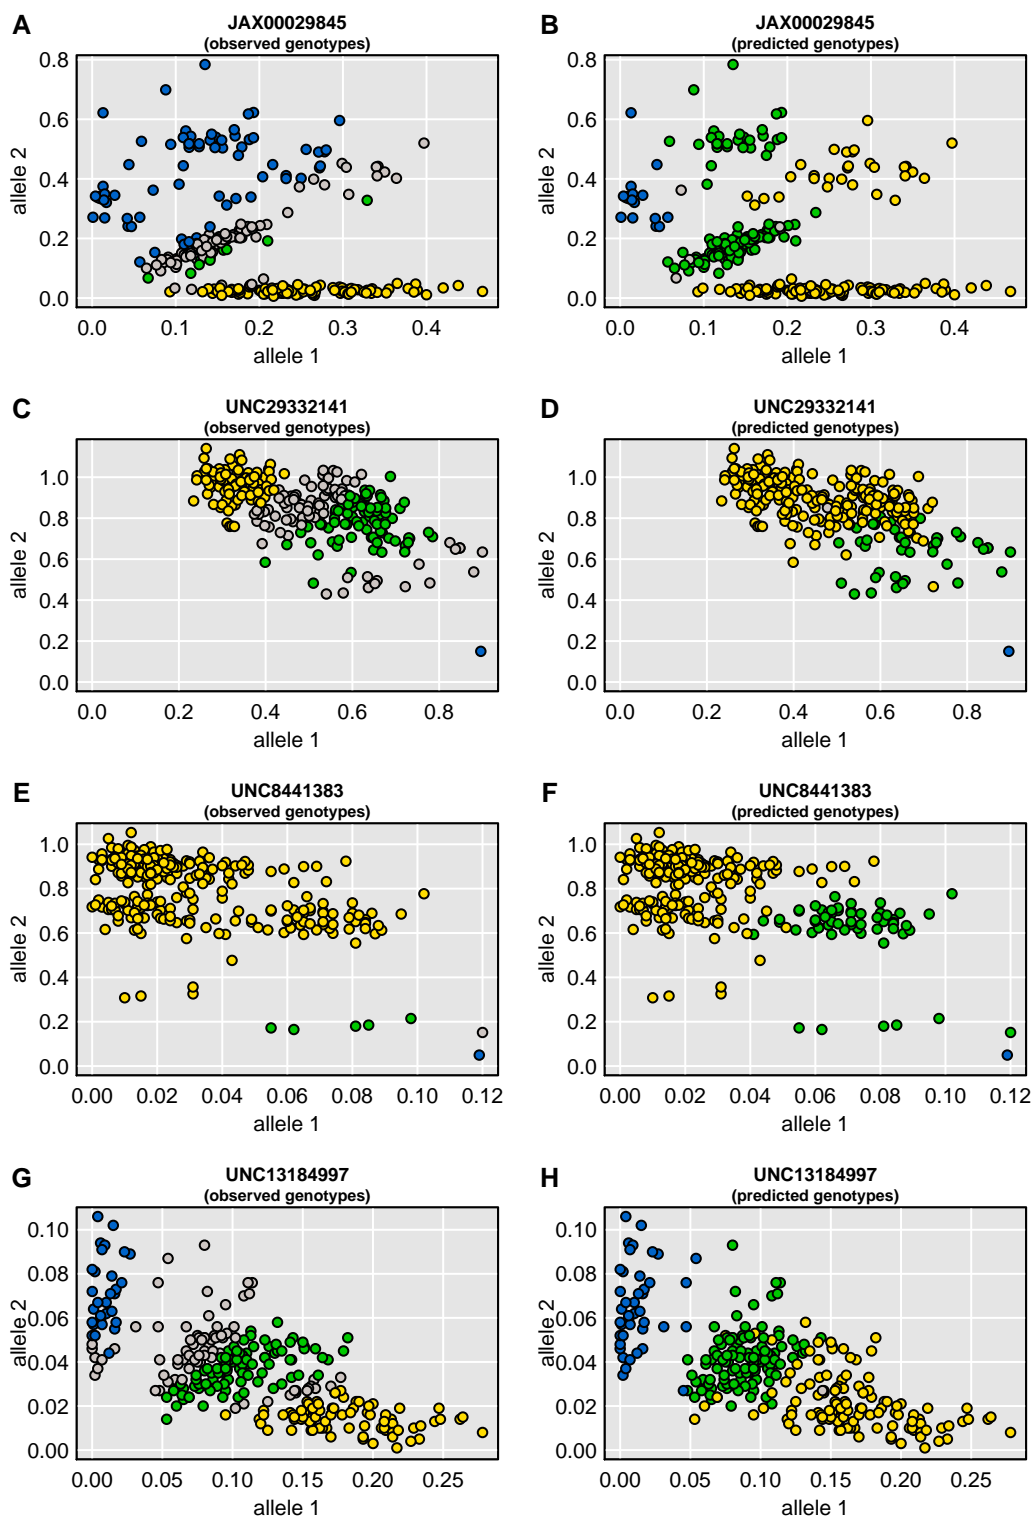 A
JAX00029845
(observed genotypes)
0.8
0.6
0.4
0.2
0.0
allele 2
0.0 0.1 0.2 0.3 0.4
allele 1
B
JAX00029845
(predicted genotypes)
0.8
0.6
0.4
0.2
0.0
allele 2
0.0 0.1 0.2 0.3 0.4
allele 1
C
UNC29332141
(observed genotypes)
1.0
0.8
0.6
0.4
0.2
0.0
allele 2
0.0 0.2 0.4 0.6 0.8
allele 1
D
UNC29332141
(predicted genotypes)
1.0
0.8
0.6
0.4
0.2
0.0
allele 2
0.0 0.2 0.4 0.6 0.8
allele 1
E
UNC8441383
(observed genotypes)
1.0
0.8
0.6
0.4
0.2
0.0
allele 2
0.00 0.02 0.04 0.06 0.08 0.10 0.12
allele 1
F
UNC8441383
(predicted genotypes)
1.0
0.8
0.6
0.4
0.2
0.0
allele 2
0.00 0.02 0.04 0.06 0.08 0.10 0.12
allele 1
G
UNC13184997
(observed genotypes)
0.10
0.08
0.06
0.04
0.02
0.00
allele 2
0.00 0.05 0.10 0.15 0.20 0.25
allele 1
H
UNC13184997
(predicted genotypes)
0.10
0.08
0.06
0.04
0.02
0.00
allele 2
0.00 0.05 0.10 0.15 0.20 0.25
allele 1